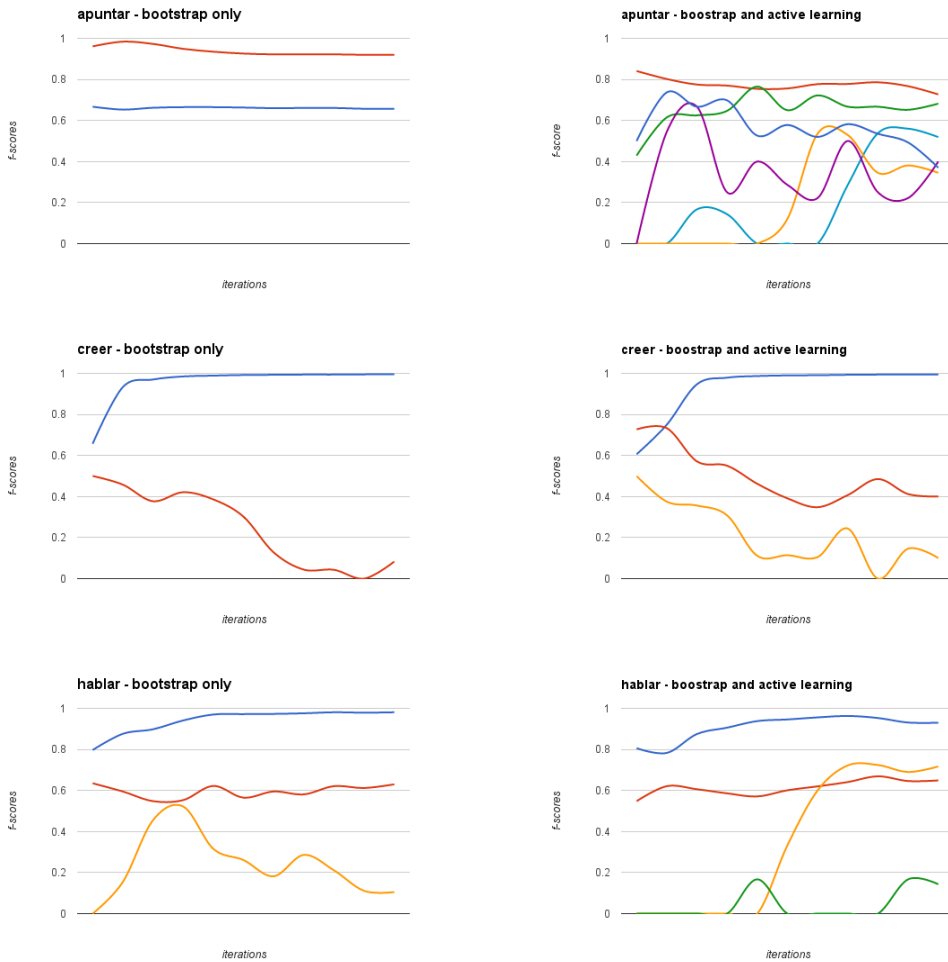 apuntar - bootstrap only
1
0.8
0.6
0.4
0.2
0
f-scores
iterations
apuntar - boostrap and active learning
1
0.8
0.6
0.4
0.2
0
f-score
iterations
creer - bootstrap only
1
0.8
0.6
0.4
0.2
0
f-scores
iterations
creer - boostrap and active learning
1
0.8
0.6
0.4
0.2
0
f-scores
iterations
hablar - bootstrap only
1
0.8
0.6
0.4
0.2
0
f-scores
iterations
hablar - boostrap and active learning
1
0.8
0.6
0.4
0.2
0
f-scores
iterations